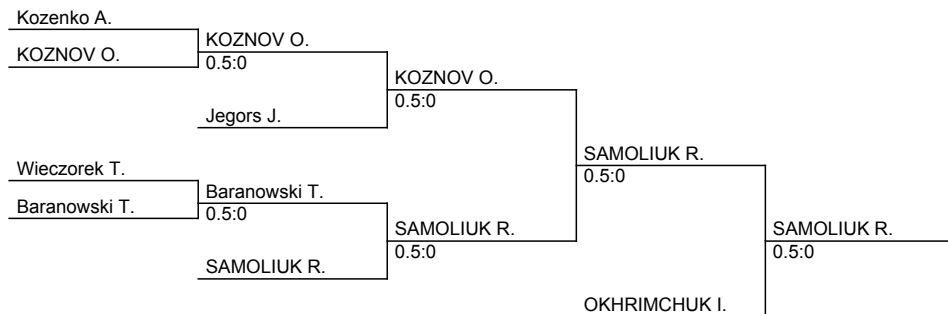 Kozenko A.
KOZNOV O.
KOZNOV O.
0.5:0
KOZNOV O.
0.5:0
Jegors J.
SAMOLIUK R.
0.5:0
Wieczorek T.
Baranowski T.
Baranowski T.
0.5:0
SAMOLIUK R.
0.5:0
SAMOLIUK R.
0.5:0
SAMOLIUK R.
OKHRIMCHUK I.